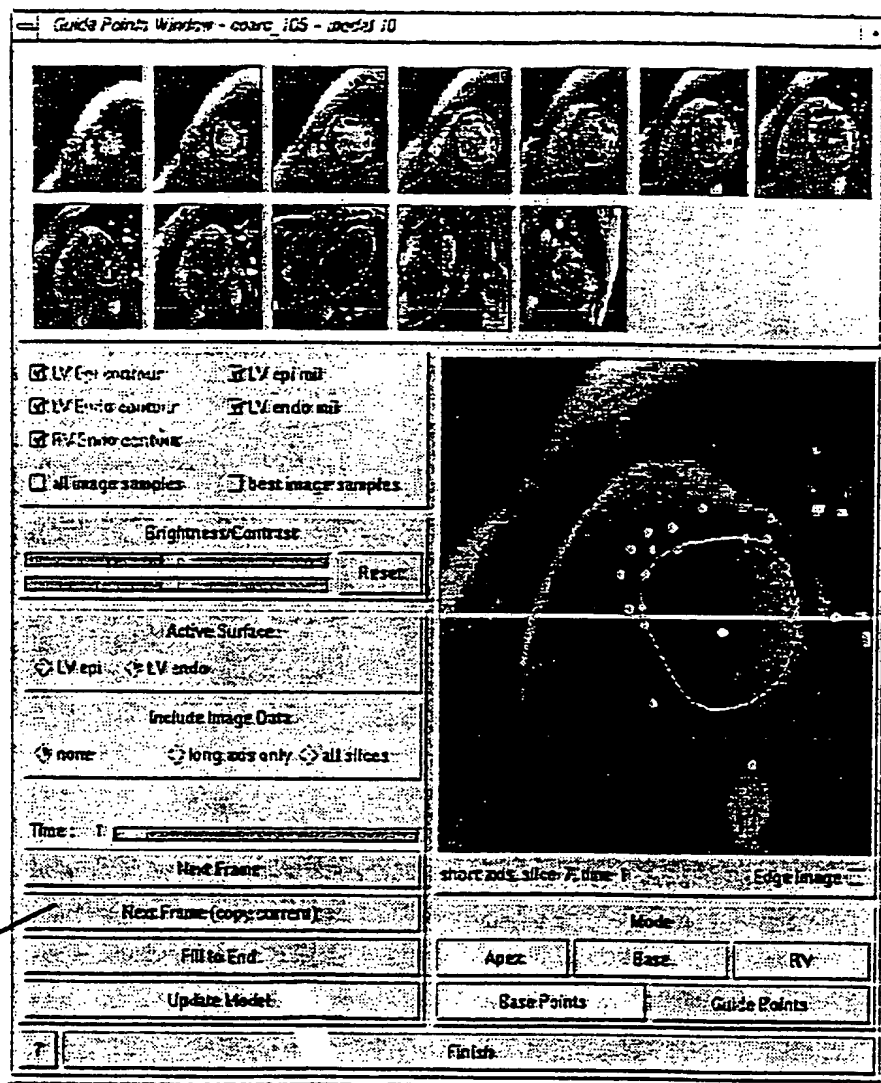 Guide Points Window - coarc_105 - model 10
LV Epi contour
LV epi mil
LV Endo contour
LV endo mil
RV Endo contour
all image samples
best image samples
Brightness/Contrast
Reset
Active Surface:
LV epi
LV endo
Include Image Data:
none
long axis only
all slices
Time: 1
Next Frame
short axis, slice 7, time 1
Edge Image
Next Frame (copy current)
Mode
Fill to End
Apex
Base
RV
Update Model
Base Points
Guide Points
Finish